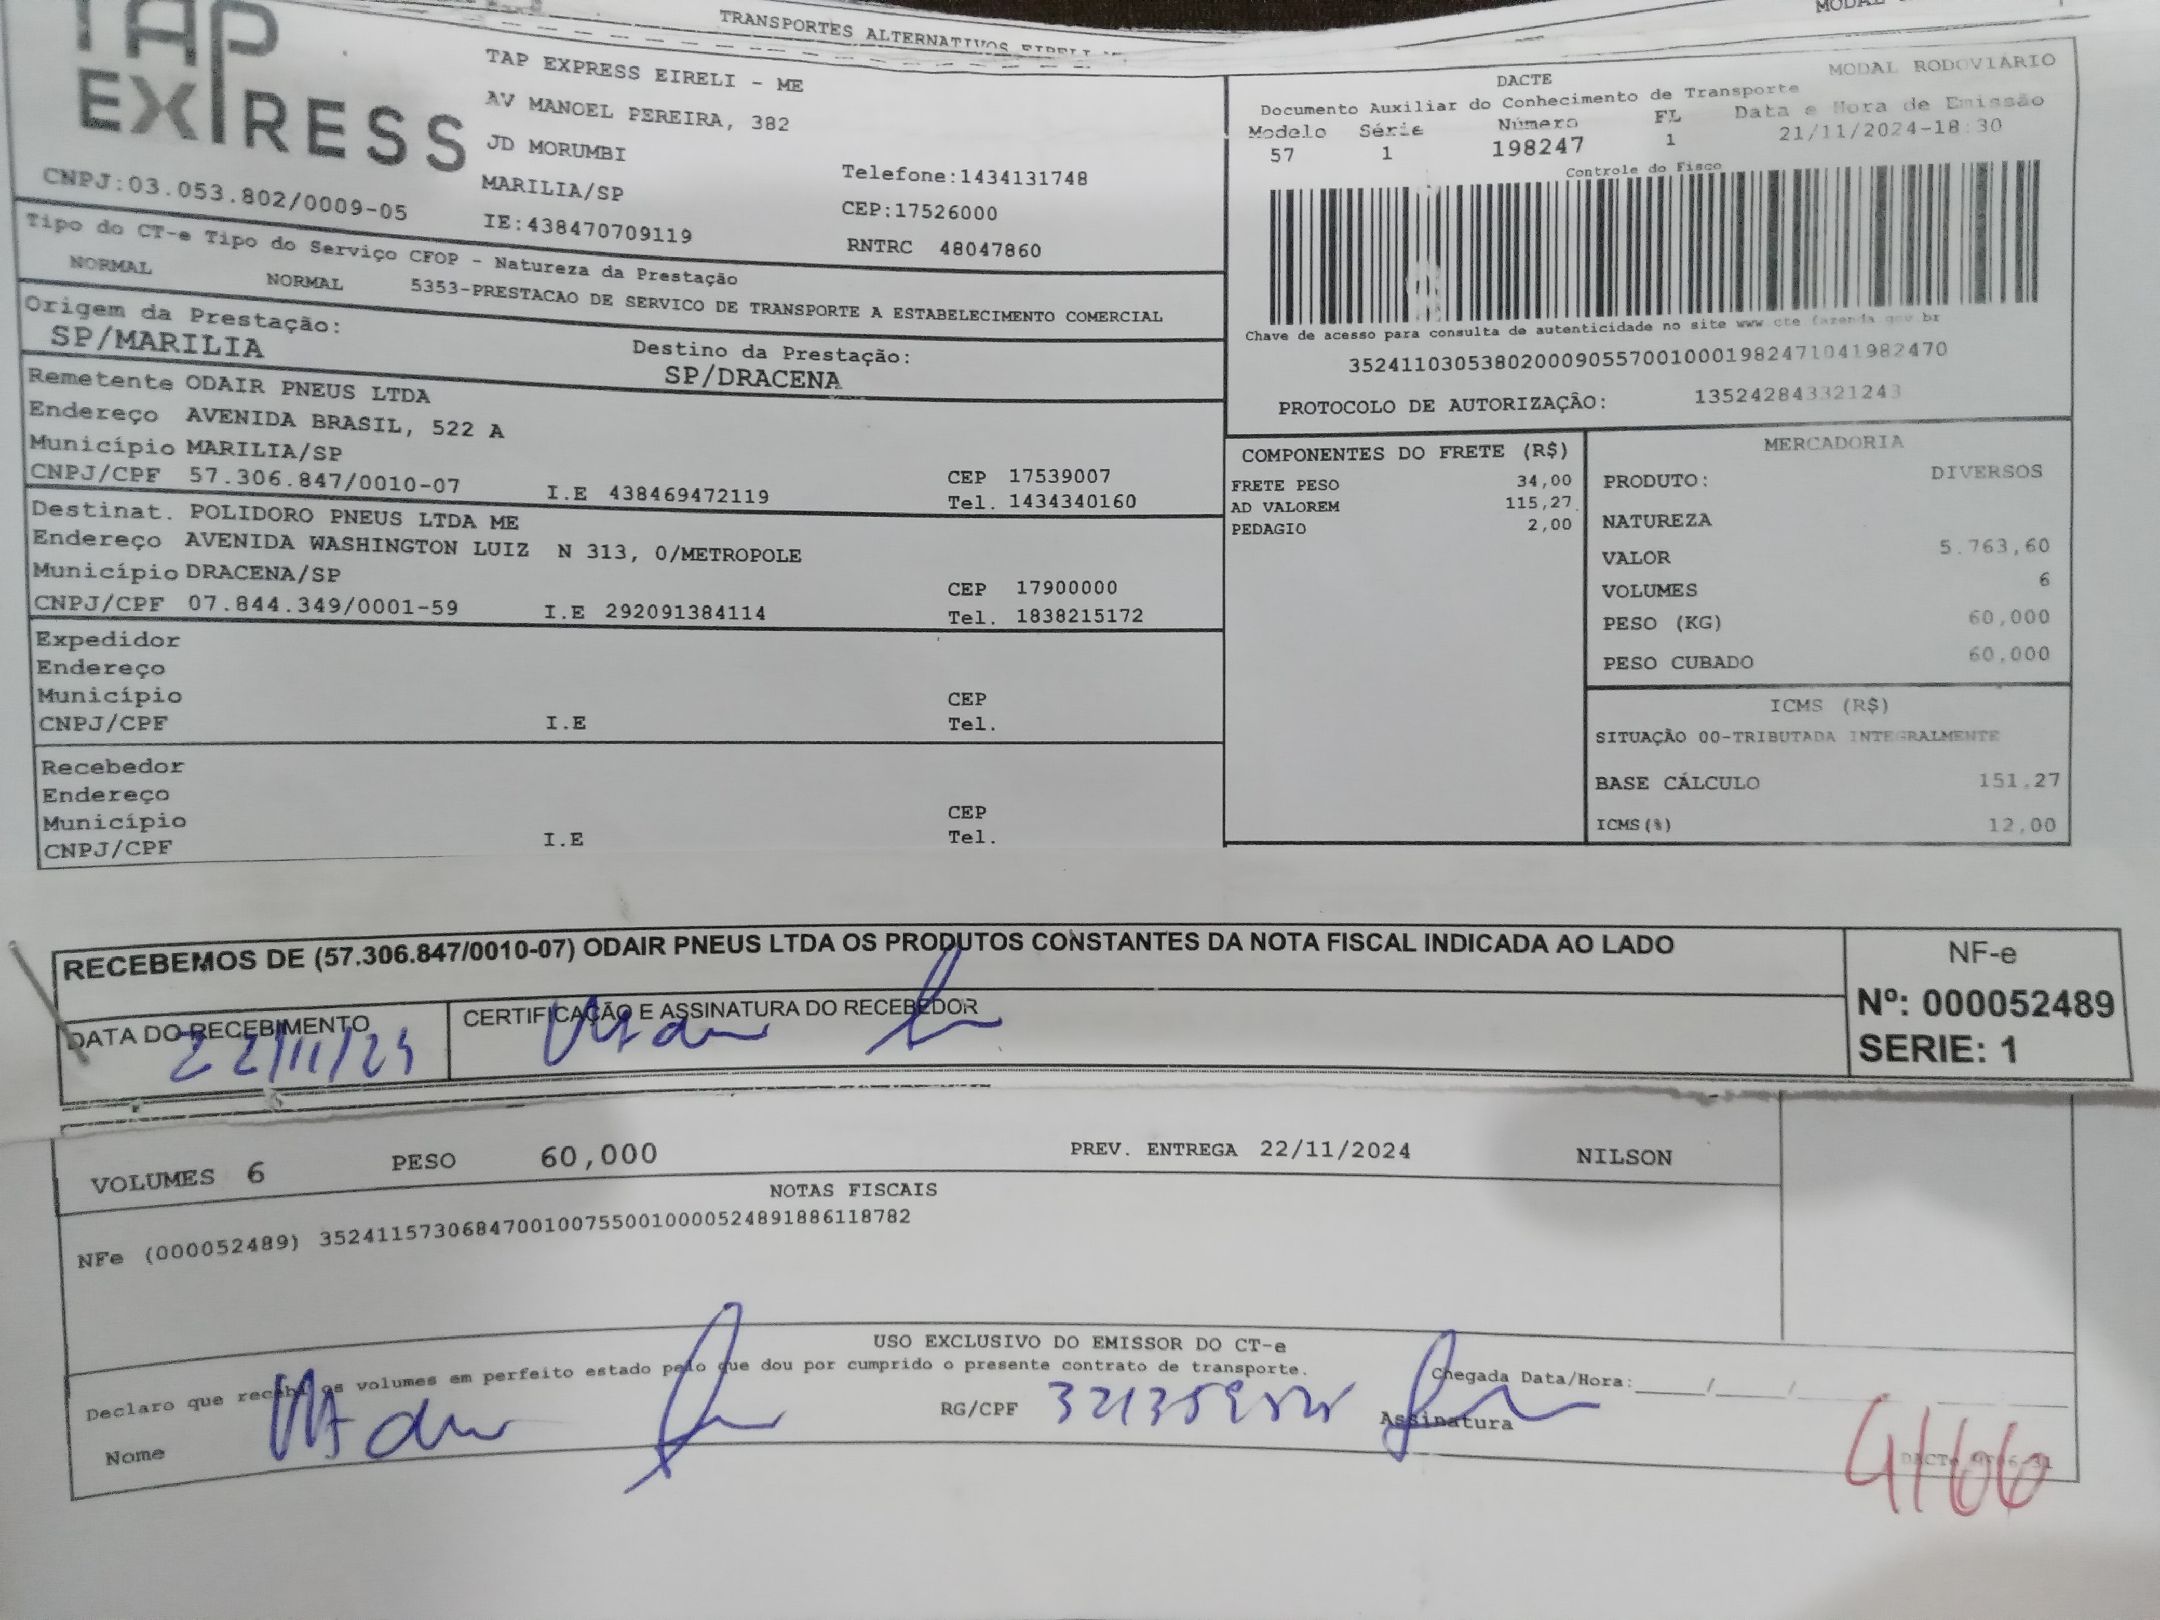 TRANSPORTES ALTERNATIVOS EIRELI
TAP
EXPRESS
CNPJ:03.053.802/0009-05
TAP EXPRESS EIRELI - ME
AV MANOEL PEREIRA, 382
JD MORUMBI
MARILIA/SP
IE:438470709119
Telefone:1434131748
CEP:17526000
RNTRC 48047860
DACTE
MODAL RODOVIÁRIO
Documento Auxiliar do Conhecimento de Transporte
Modelo Série Número FL Data e Hora de Emissão
57 1 198247 1 21/11/2024-18:30
Controle do Fisco
Chave de acesso para consulta de autenticidade no site www.cte.fazenda.gov.br
35241103053802000905570010001982471041982470
PROTOCOLO DE AUTORIZAÇÃO: 135242843321243
Tipo do CT-e Tipo do Serviço CFOP - Natureza da Prestação
NORMAL NORMAL 5353-PRESTACAO DE SERVICO DE TRANSPORTE A ESTABELECIMENTO COMERCIAL
Origem da Prestação: Destino da Prestação:
SP/MARILIA SP/DRACENA
Remetente ODAIR PNEUS LTDA
Endereço AVENIDA BRASIL, 522 A
Município MARILIA/SP CEP 17539007
CNPJ/CPF 57.306.847/0010-07 I.E 438469472119 Tel. 1434340160
Destinat. POLIDORO PNEUS LTDA ME
Endereço AVENIDA WASHINGTON LUIZ N 313, 0/METROPOLE
Município DRACENA/SP CEP 17900000
CNPJ/CPF 07.844.349/0001-59 I.E 292091384114 Tel. 1838215172
Expedidor
Endereço
Município CEP
CNPJ/CPF I.E Tel.
Recebedor
Endereço
Município CEP
CNPJ/CPF I.E Tel.
COMPONENTES DO FRETE (R$)
FRETE PESO 34,00
AD VALOREM 115,27
PEDAGIO 2,00
MERCADORIA
PRODUTO: DIVERSOS
NATUREZA
VALOR 5.763,60
VOLUMES 6
PESO (KG) 60,000
PESO CUBADO 60,000
ICMS (R$)
SITUAÇÃO 00-TRIBUTADA INTEGRALMENTE
BASE CÁLCULO 151,27
ICMS(%) 12,00
RECEBEMOS DE (57.306.847/0010-07) ODAIR PNEUS LTDA OS PRODUTOS CONSTANTES DA NOTA FISCAL INDICADA AO LADO
DATA DO RECEBIMENTO
22/11/24
CERTIFICAÇÃO E ASSINATURA DO RECEBEDOR
NF-e
Nº: 000052489
SERIE: 1
VOLUMES 6 PESO 60,000 PREV. ENTREGA 22/11/2024 NILSON
NOTAS FISCAIS
NFe (000052489) 35241157306847001007550010000524891886118782
USO EXCLUSIVO DO EMISSOR DO CT-e
Declaro que recebi os volumes em perfeito estado pelo que dou por cumprido o presente contrato de transporte.
Chegada Data/Hora:____/____/____
Nome RG/CPF Assinatura